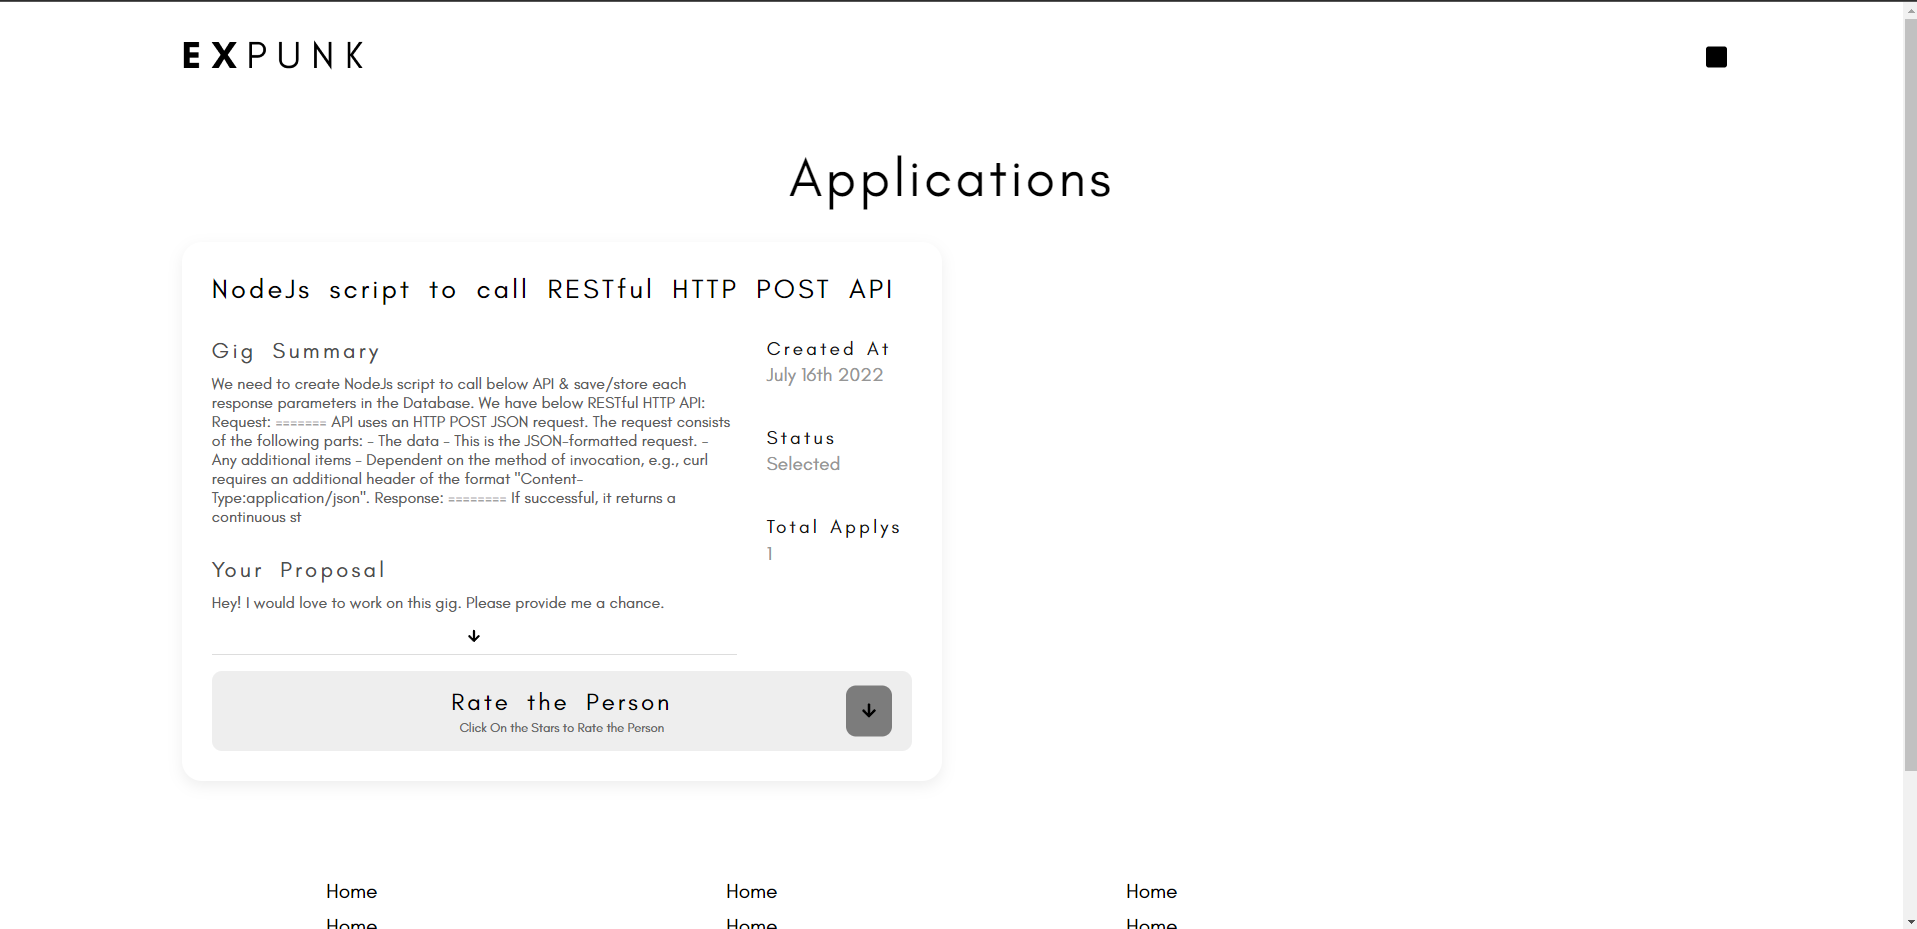 EXPUNK
Applications
NodeJs script to call RESTful HTTP POST API
Gig Summary
We need to create NodeJs script to call below API & save/store each
response parameters in the Database. We have below RESTful HTTP API:
Request: ======= API uses an HTTP POST JSON request. The request consists
of the following parts: - The data - This is the JSON-formatted request. -
Any additional items - Dependent on the method of invocation, e.g., curl
requires an additional header of the format "Content-
Type:application/json". Response: ======== If successful, it returns a
continuous st
Your Proposal
Hey! I would love to work on this gig. Please provide me a chance.
Created At
July 16th 2022
Status
Selected
Total Applys
1
Rate the Person
Click On the Stars to Rate the Person
Home
Home
Home
Home
Home
Home